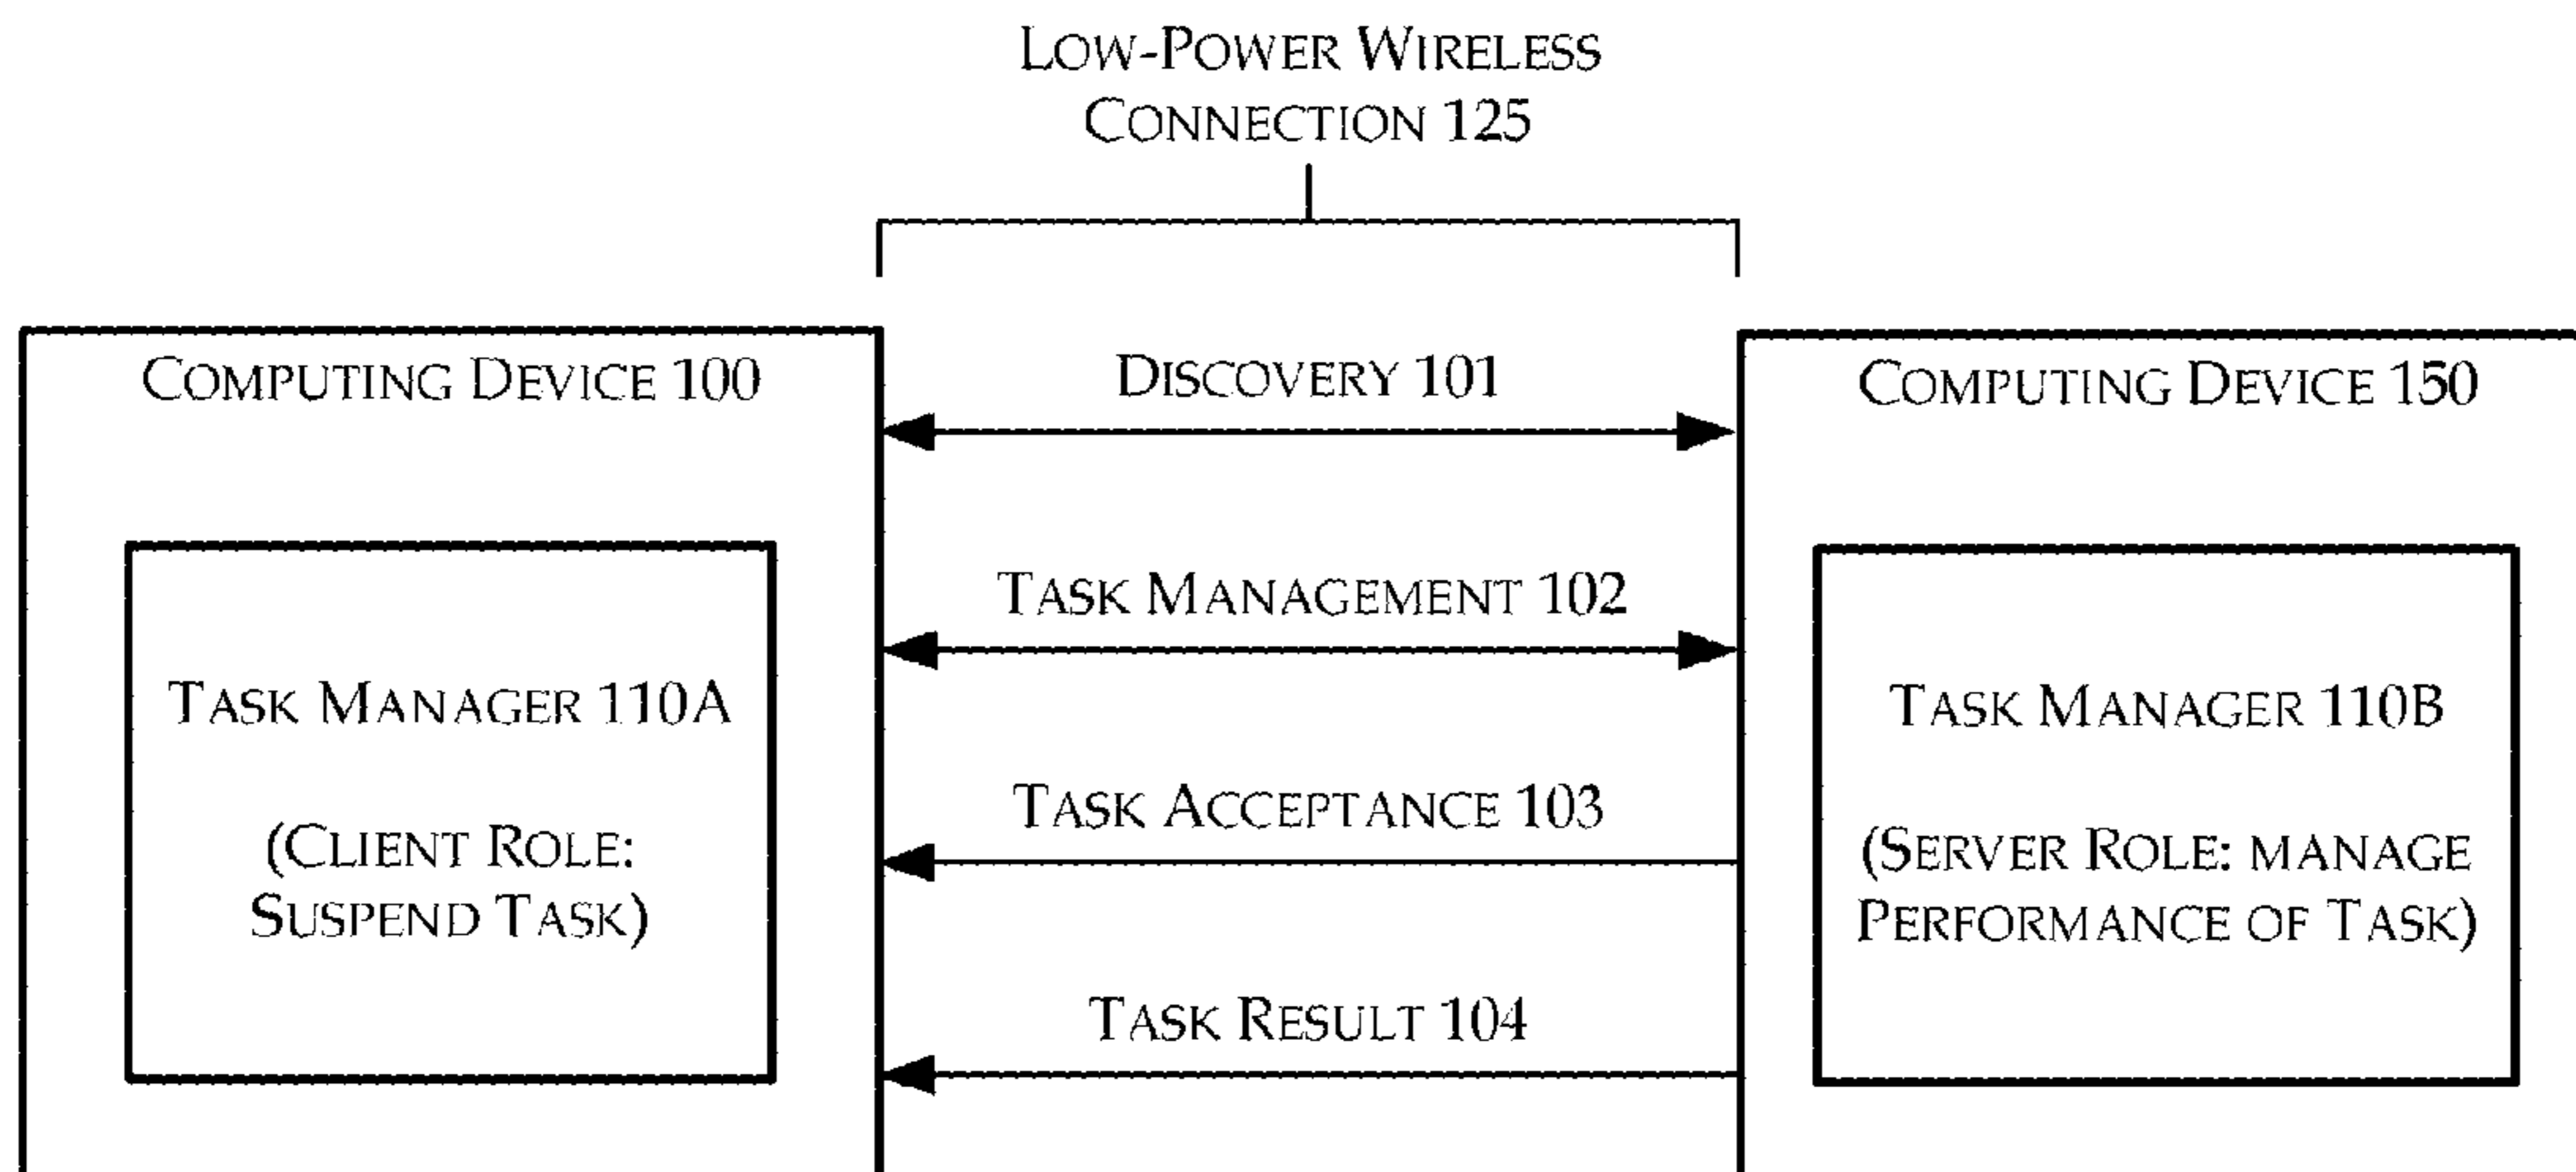 LOW-POWER WIRELESS
CONNECTION 125
COMPUTING DEVICE 100
DISCOVERY 101
COMPUTING DEVICE 150
TASK MANAGEMENT 102
TASK MANAGER 110A
(CLIENT ROLE:
SUSPEND TASK)
TASK MANAGER 110B
(SERVER ROLE: MANAGE
PERFORMANCE OF TASK)
TASK ACCEPTANCE 103
TASK RESULT 104